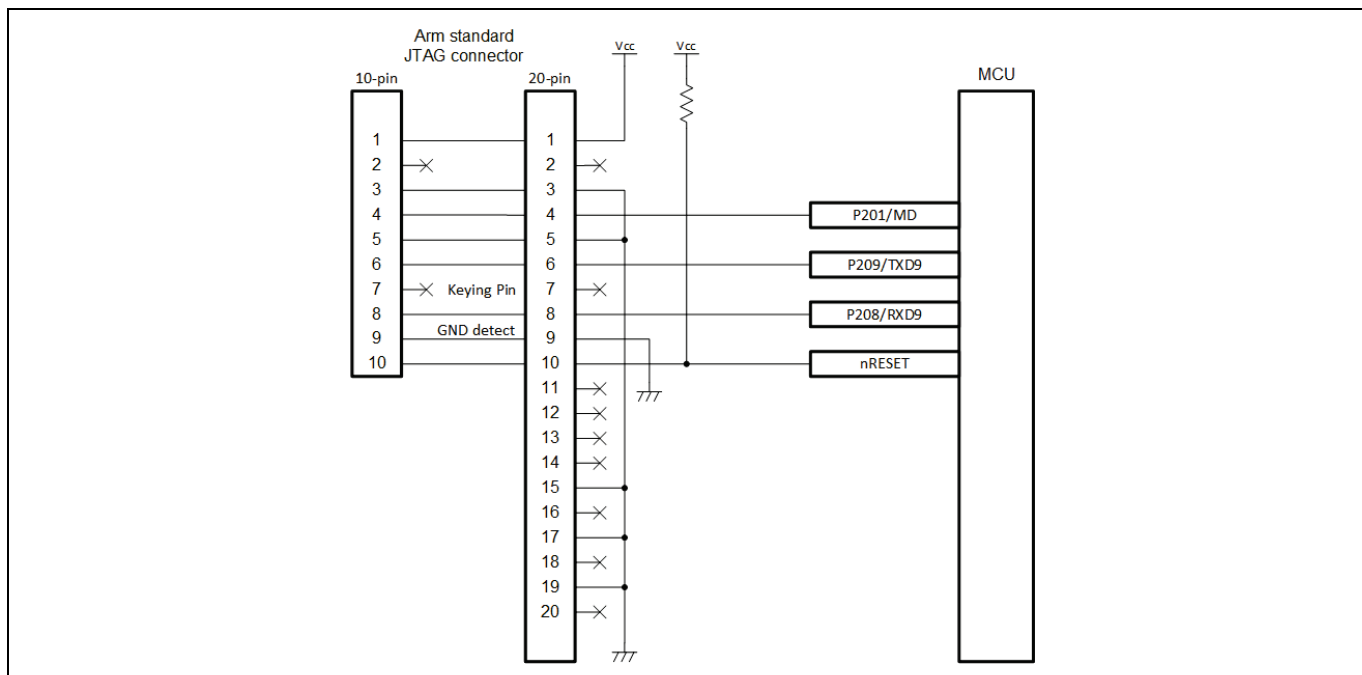 Arm standard
JTAG connector
Vcc
Vcc
10-pin
20-pin
MCU
1
1
2
2
3
3
4
4
P201/MD
5
5
6
6
P209/TXD9
7
Keying Pin
7
8
8
P208/RXD9
9
GND detect
9
10
10
nRESET
11
12
13
14
15
16
17
18
19
20